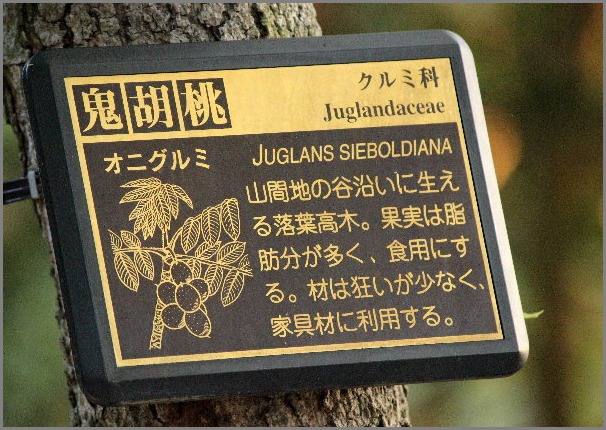 鬼胡桃
クルミ科
Juglandaceae
オニグルミ
JUGLANS SIEBOLDIANA
山間地の谷沿いに生え
る落葉高木。果実は脂
肪分が多く、食用にす
る。材は狂いが少なく、
家具材に利用する。